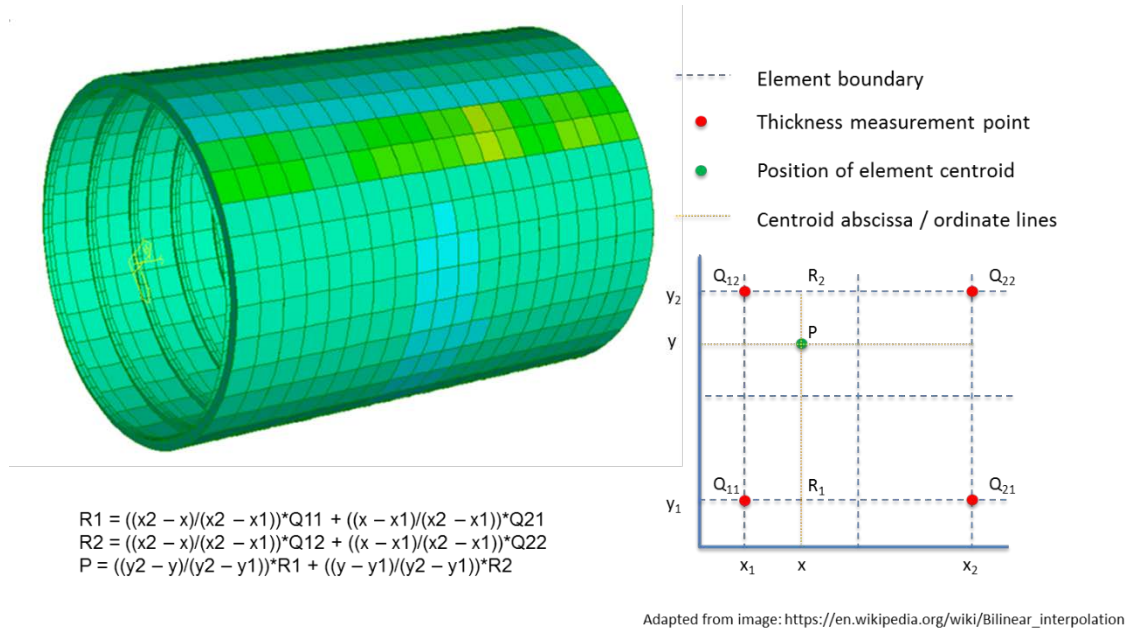 Element boundary
Thickness measurement point
Position of element centroid
Centroid abscissa / ordinate lines
Q12 R2 Q22
y2
P
y
Q11 R1 Q21
y1
x1 x x2
R1 = ((x2 – x)/(x2 – x1))*Q11 + ((x – x1)/(x2 – x1))*Q21
R2 = ((x2 – x)/(x2 – x1))*Q12 + ((x – x1)/(x2 – x1))*Q22
P = ((y2 – y)/(y2 – y1))*R1 + ((y – y1)/(y2 – y1))*R2
Adapted from image: https://en.wikipedia.org/wiki/Bilinear_interpolation